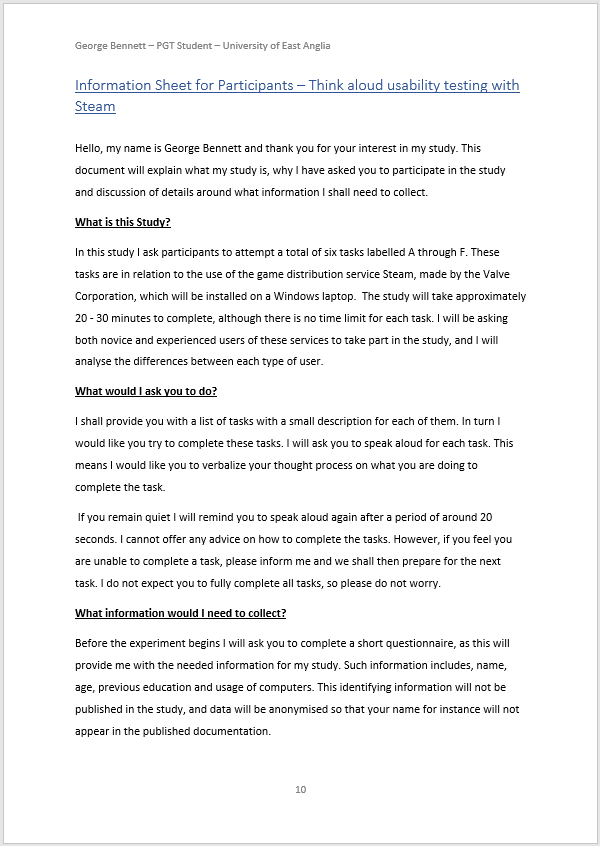 George Bennett – PGT Student – University of East Anglia
Information Sheet for Participants – Think aloud usability testing with
Steam
Hello, my name is George Bennett and thank you for your interest in my study. This
document will explain what my study is, why I have asked you to participate in the study
and discussion of details around what information I shall need to collect.
What is this Study?
In this study I ask participants to attempt a total of six tasks labelled A through F. These
tasks are in relation to the use of the game distribution service Steam, made by the Valve
Corporation, which will be installed on a Windows laptop.  The study will take approximately
20 - 30 minutes to complete, although there is no time limit for each task. I will be asking
both novice and experienced users of these services to take part in the study, and I will
analyse the differences between each type of user.
What would I ask you to do?
I shall provide you with a list of tasks with a small description for each of them. In turn I
would like you try to complete these tasks. I will ask you to speak aloud for each task. This
means I would like you to verbalize your thought process on what you are doing to
complete the task.
If you remain quiet I will remind you to speak aloud again after a period of around 20
seconds. I cannot offer any advice on how to complete the tasks. However, if you feel you
are unable to complete a task, please inform me and we shall then prepare for the next
task. I do not expect you to fully complete all tasks, so please do not worry.
What information would I need to collect?
Before the experiment begins I will ask you to complete a short questionnaire, as this will
provide me with the needed information for my study. Such information includes, name,
age, previous education and usage of computers. This identifying information will not be
published in the study, and data will be anonymised so that your name for instance will not
appear in the published documentation.
10